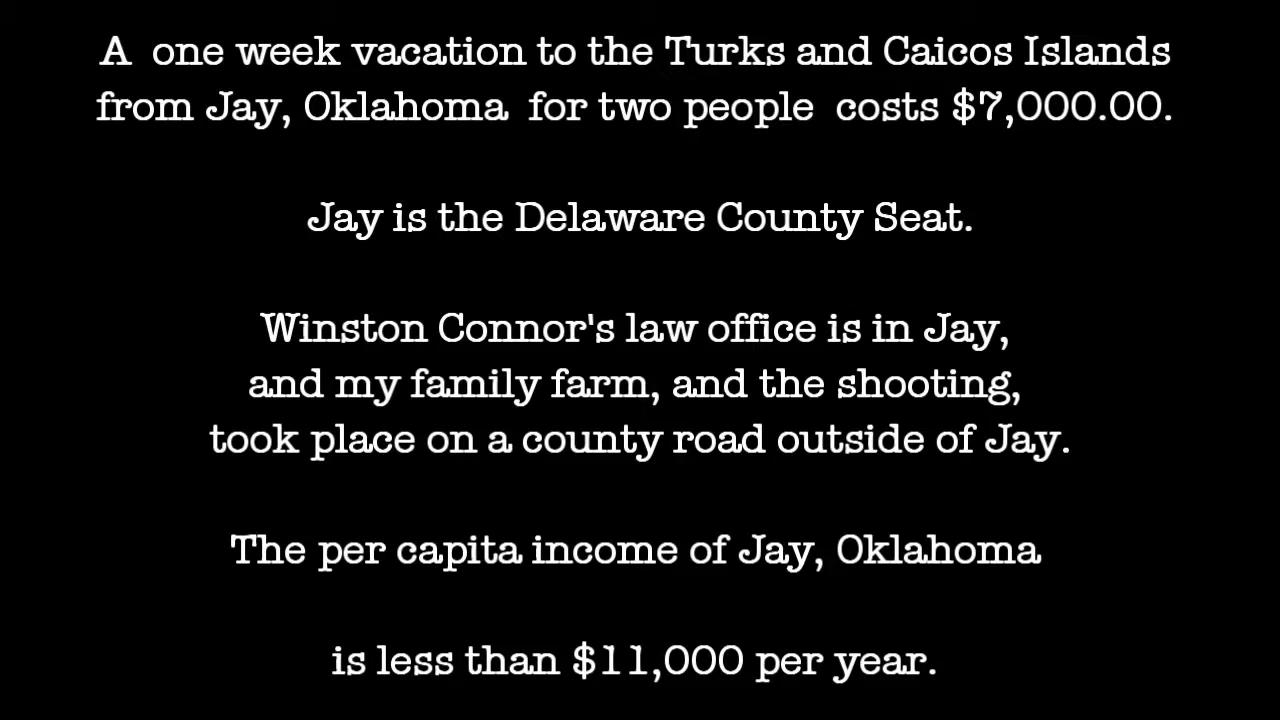 A one week vacation to the Turks and Caicos Islands
from Jay, Oklahoma for two people costs $7,000.00.
Jay is the Delaware County Seat.
Winston Connor's law office is in Jay,
and my family farm, and the shooting,
took place on a county road outside of Jay.
The per capita income of Jay, Oklahoma
is less than $11,000 per year.